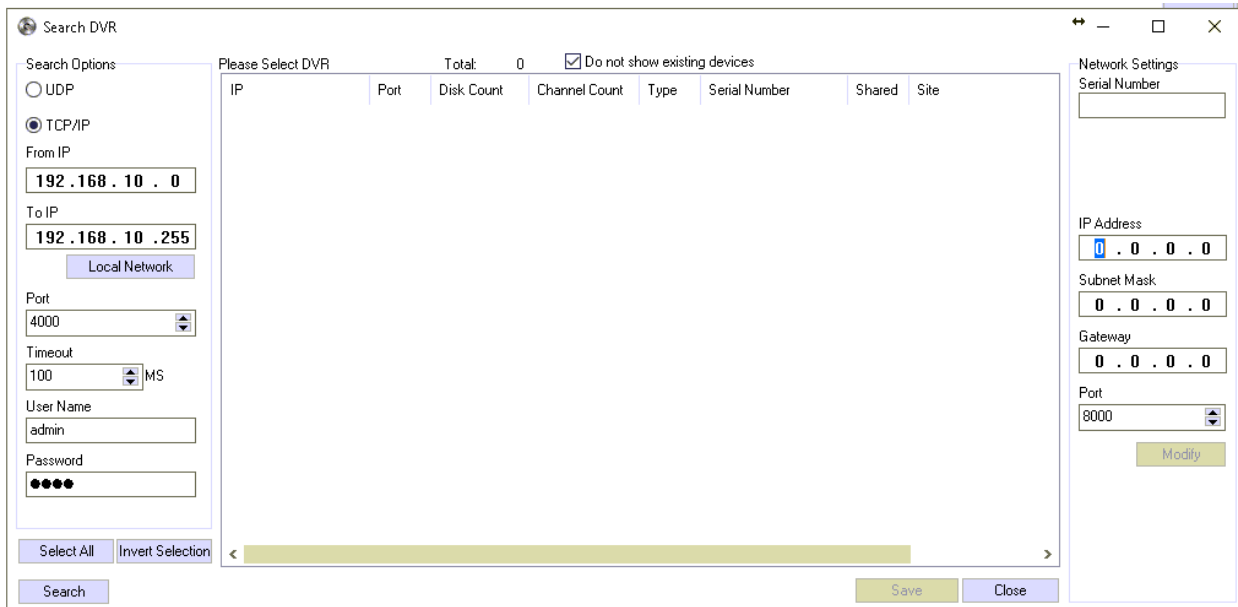 Search DVR
Search Options
UDP
TCP/IP
From IP
192 . 168 . 10 . 0
To IP
192 . 168 . 10 . 255
Local Network
Port
4000
Timeout
100 MS
User Name
admin
Password
●●●●
Select All Invert Selection
Search
Please Select DVR Total: 0 Do not show existing devices
IP Port Disk Count Channel Count Type Serial Number Shared Site
Save Close
Network Settings
Serial Number
IP Address
0 . 0 . 0 . 0
Subnet Mask
0 . 0 . 0 . 0
Gateway
0 . 0 . 0 . 0
Port
8000
Modify